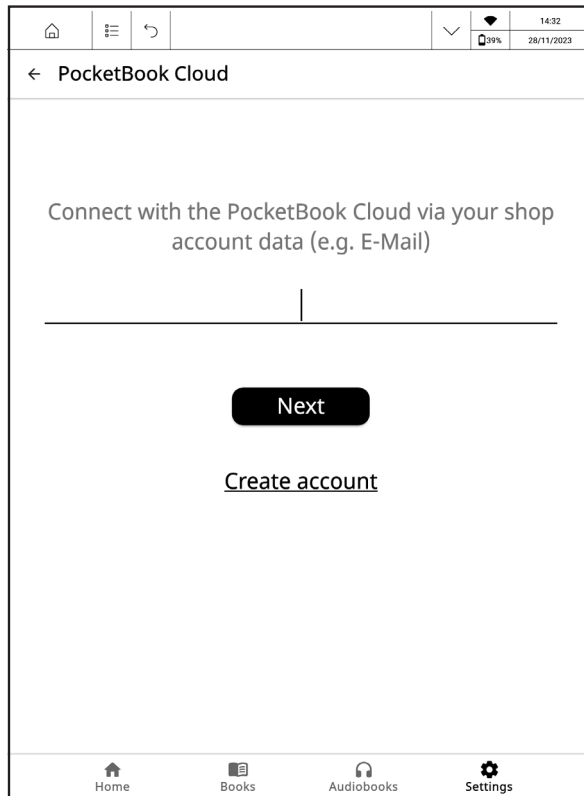 14:32
39%
28/11/2023
PocketBook Cloud
Connect with the PocketBook Cloud via your shop
account data (e.g. E-Mail)
Next
Create account
Home
Books
Audiobooks
Settings